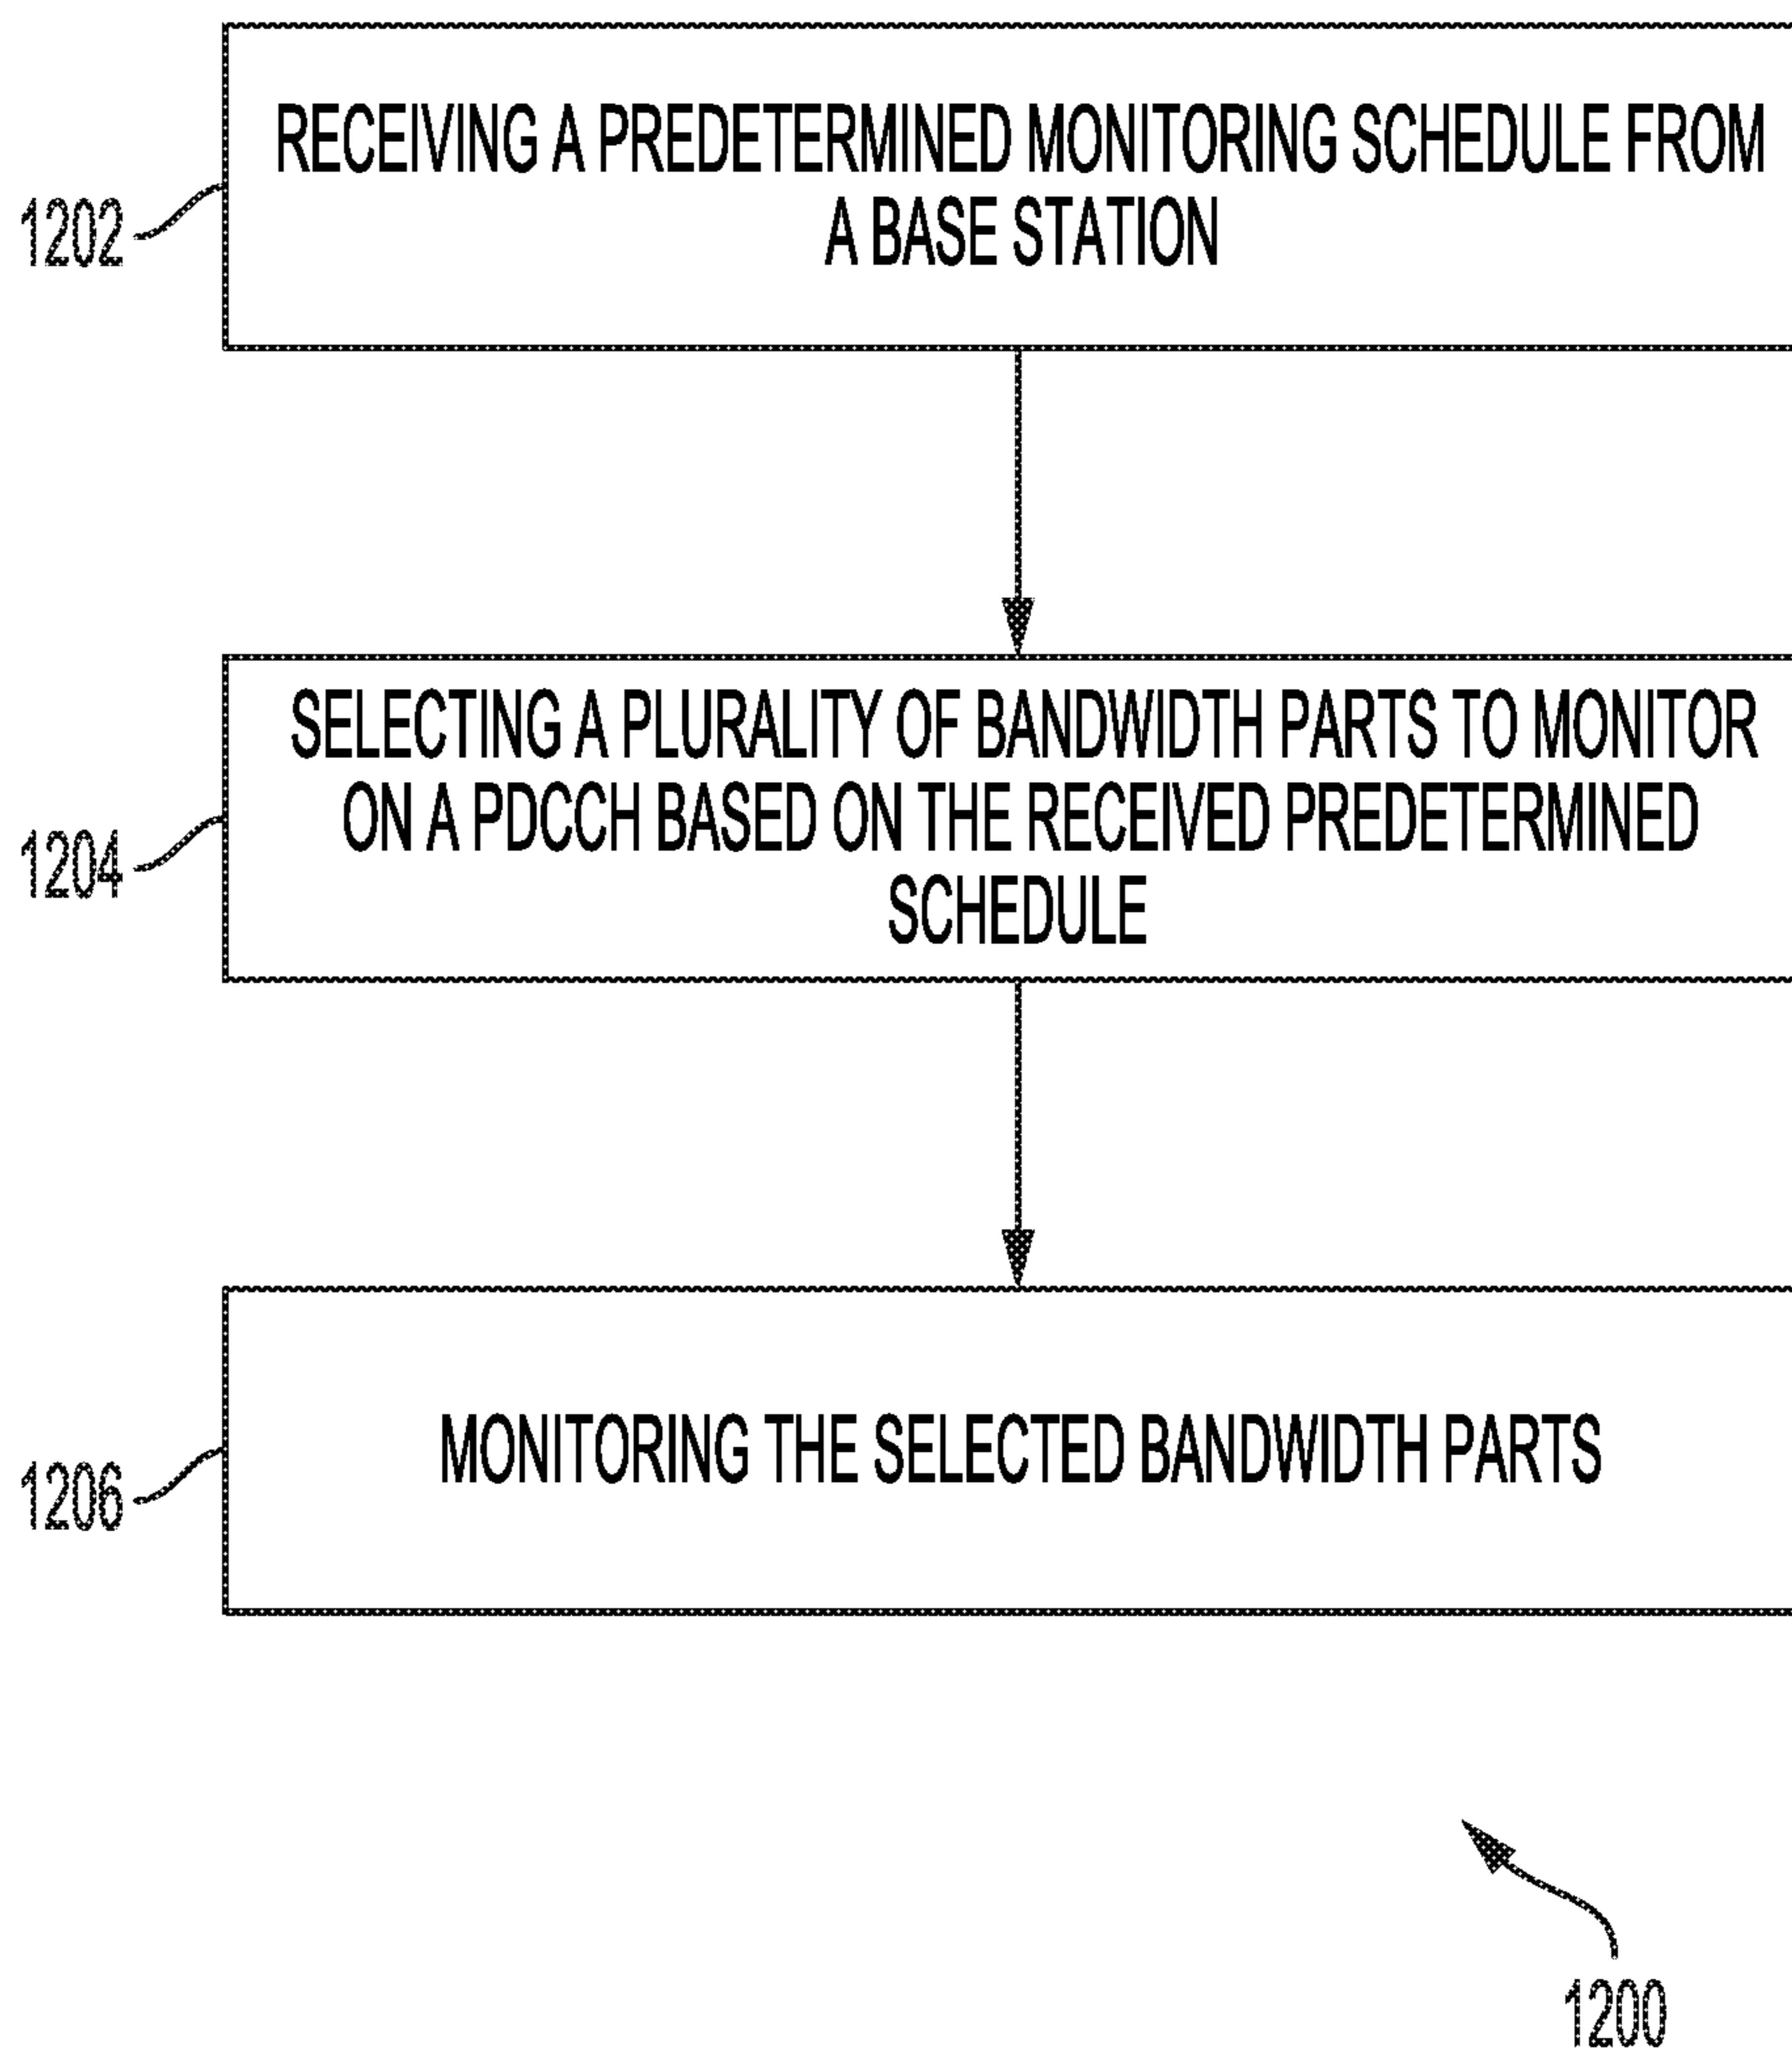 RECEIVING A PREDETERMINED MONITORING SCHEDULE FROM
A BASE STATION
1202
SELECTING A PLURALITY OF BANDWIDTH PARTS TO MONITOR
ON A PDCCH BASED ON THE RECEIVED PREDETERMINED
SCHEDULE
1204
MONITORING THE SELECTED BANDWIDTH PARTS
1206
1200